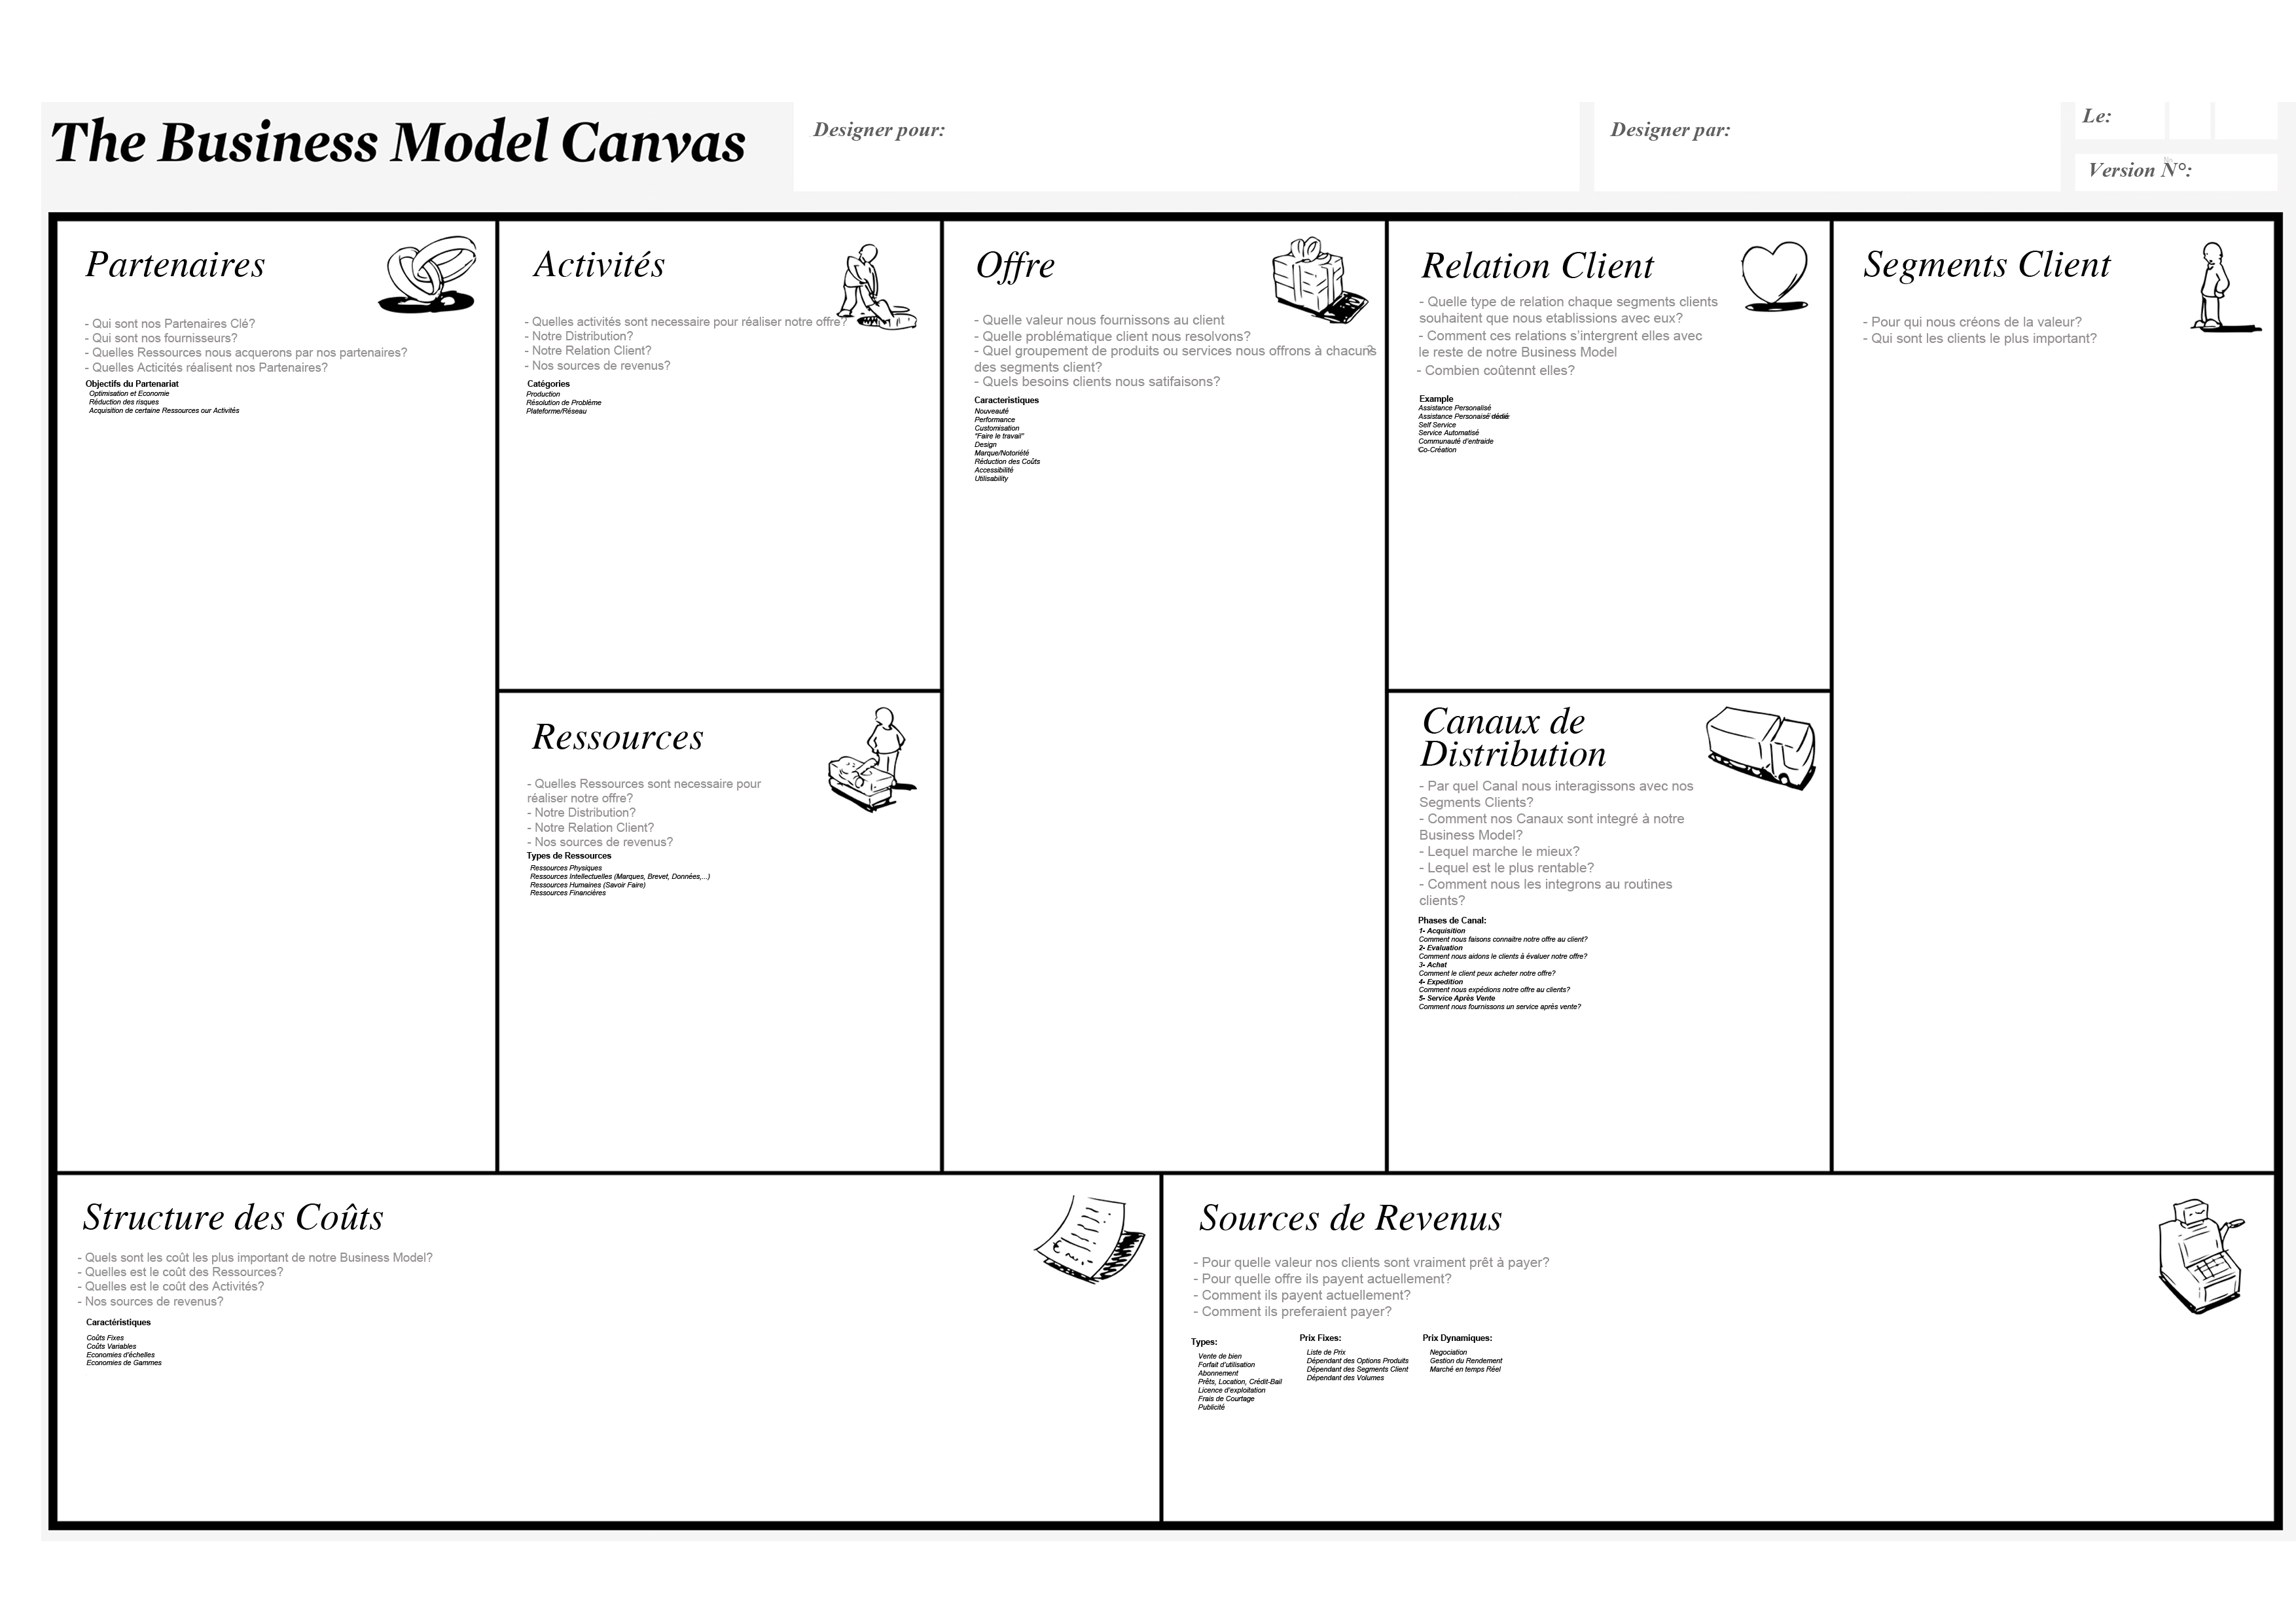 The Business Model Canvas
Designer pour:
Designer par:
Le:
Version N°:
Partenaires
- Qui sont nos Partenaires Clé?
- Qui sont nos fournisseurs?
- Quelles Ressources nous acquerons par nos partenaires?
- Quelles Acticités réalisent nos Partenaires?
Objectifs du Partenariat
Optimisation et Economie
Réduction des risques
Acquisition de certaine Ressources our Activités
Activités
- Quelles activités sont necessaire pour réaliser notre offre?
- Notre Distribution?
- Notre Relation Client?
- Nos sources de revenu?
Catégories
Production
Résolution de Problème
Plateforme/Réseau
Ressources
- Quelles Ressources sont necessaire pour
réaliser notre offre?
- Notre Distribution?
- Notre Relation Client?
- Nos sources de revenu?
Types de Ressources
Ressources Physiques
Ressources Intellectuelles (Marques, Brevet, Données,...)
Ressources Humaines (Savoir Faire)
Ressources Financières
Offre
- Quelle valeur nous fournissons au client
- Quelle problématique client nous resolvons?
- Quel groupement de produits ou services nous offrons à chacuns?
des segments client?
- Quels besoins clients nous satifaisons?
Caracteristiques
Nouveauté
Performance
Customisation
"Faire le travail"
Design
Marque/Notoriété
Réduction des Coûts
Accessibilité
Utilisability
Relation Client
- Quelle type de relation chaque segments clients
souhaitent que nous etablissions avec eux?
- Comment ces relations s'intergrent elles avec
le reste de notre Business Model
- Combien coûtennt elles?
Example
Assistance Personalisé
Assistance Personaisé dédié
Self Service
Service Automatisé
Communauté d'entraide
Co-Création
Canaux de
Distribution
- Par quel Canal nous interagissons avec nos
Segments Clients?
- Comment nos Canaux sont integré à notre
Business Model?
- Lequel marche le mieux?
- Lequel est le plus rentable?
- Comment nous les integrons au routines
clients?
Phases de Canal:
1- Acquisition
Comment nous faisons connaitre notre offre au client?
2- Evaluation
Comment nous aidons le clients à évaluer notre offre?
3- Achat
Comment le client peux acheter notre offre?
4- Expedition
Comment nous expédions notre offre au clients?
5- Service Après Vente
Comment nous fournissons un service après vente?
Segments Client
- Pour qui nous créons de la valeur?
- Qui sont les clients le plus important?
Structure des Coûts
- Quels sont les coût les plus important de notre Business Model?
- Quelles est le coût des Ressources?
- Quelles est le coût des Activités?
- Nos sources de revenu?
Caractéristiques
Coûts Fixes
Coûts Variables
Economies d'échelles
Economies de Gammes
Sources de Revenus
- Pour quelle valeur nos clients sont vraiment prêt à payer?
- Pour quelle offre ils payent actuellement?
- Comment ils payent actuellement?
- Comment ils preferaient payer?
Types:
Vente de bien
Forfait d'utilisation
Abonnement
Prêts, Location, Crédit-Bail
Licence d'exploitation
Frais de Courtage
Publicité
Prix Fixes:
Liste de Prix
Dépendant des Options Produits
Dépendant des Segments Client
Dépendant des Volumes
Prix Dynamiques:
Negociation
Gestion du Rendement
Marché en temps Réel